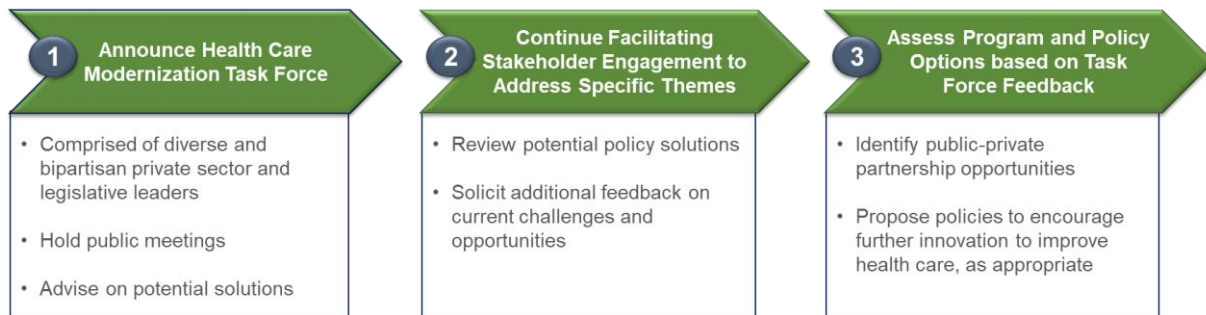 1
Announce Health Care
Modernization Task Force
• Comprised of diverse and
bipartisan private sector and
legislative leaders
• Hold public meetings
• Advise on potential solutions
2
Continue Facilitating
Stakeholder Engagement to
Address Specific Themes
• Review potential policy solutions
• Solicit additional feedback on
current challenges and
opportunities
3
Assess Program and Policy
Options based on Task
Force Feedback
• Identify public-private
partnership opportunities
• Propose policies to encourage
further innovation to improve
health care, as appropriate